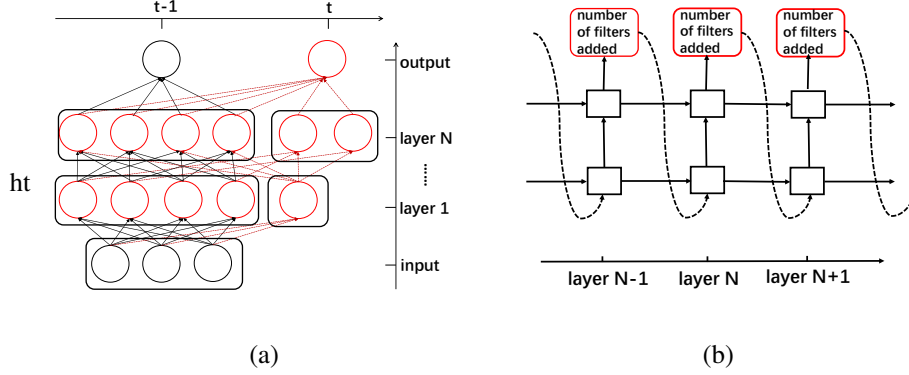 t-1
t
output
layer N
layer 1
input
ht
(a)
number
of filters
added
number
of filters
added
number
of filters
added
layer N-1
layer N
layer N+1
(b)